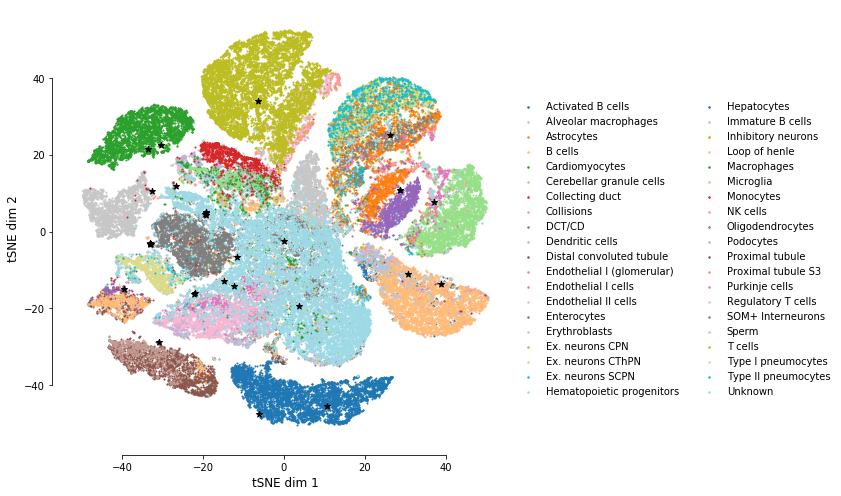 40
20
0
−20
−40
tSNE dim 2
−40
−20
0
20
40
tSNE dim 1
Activated B cells
Alveolar macrophages
Astrocytes
B cells
Cardiomyocytes
Cerebellar granule cells
Collecting duct
Collisions
DCT/CD
Dendritic cells
Distal convoluted tubule
Endothelial I (glomerular)
Endothelial I cells
Endothelial II cells
Enterocytes
Erythroblasts
Ex. neurons CPN
Ex. neurons CThPN
Ex. neurons SCPN
Hematopoietic progenitors
Hepatocytes
Immature B cells
Inhibitory neurons
Loop of henle
Macrophages
Microglia
Monocytes
NK cells
Oligodendrocytes
Podocytes
Proximal tubule
Proximal tubule S3
Purkinje cells
Regulatory T cells
SOM+ Interneurons
Sperm
T cells
Type I pneumocytes
Type II pneumocytes
Unknown